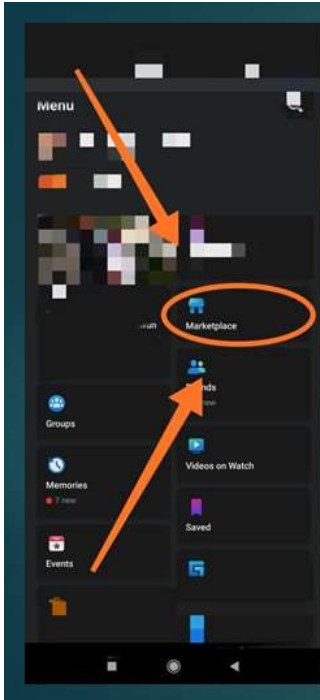 Menu
Marketplace
Groups
Videos on Watch
Memories
7 new
Saved
Events